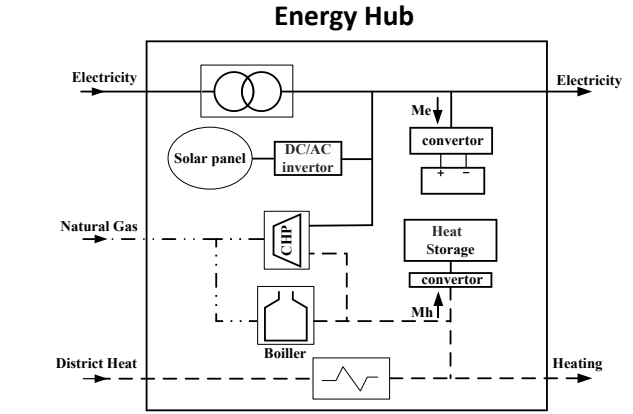 Energy Hub
Electricity
Electricity
Me
convertor
+ −
Solar panel
DC/AC
invertor
Natural Gas
CHP
Heat
Storage
convertor
Mh
Boiller
District Heat
Heating